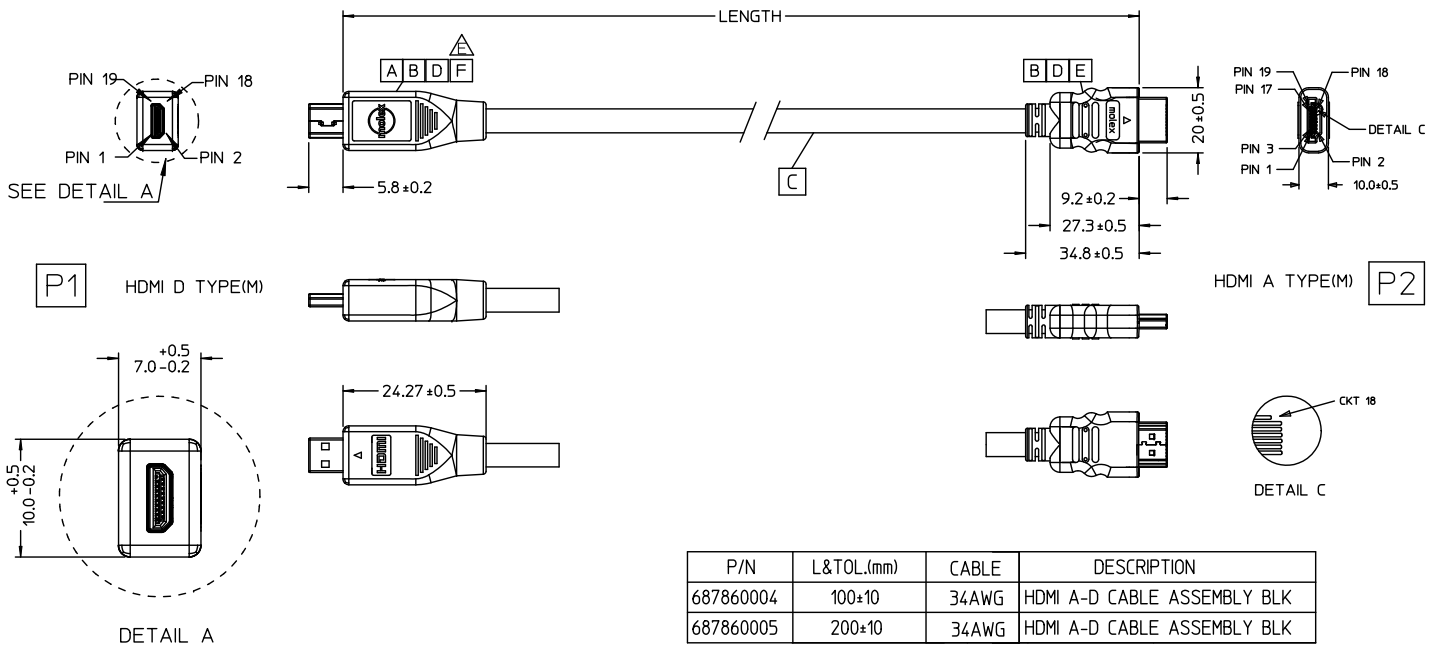 LENGTH
E
A B D F
B D E
PIN 19
PIN 18
PIN 1
PIN 2
SEE DETAIL A
molex
5.8±0.2
C
molex
20±0.5
9.2±0.2
27.3±0.5
34.8±0.5
PIN 19
PIN 18
PIN 17
DETAIL C
PIN 3
PIN 2
PIN 1
10.0±0.5
P1
HDMI D TYPE(M)
HDMI A TYPE(M)
P2
+0.5
7.0-0.2
+0.5
10.0-0.2
DETAIL A
24.27±0.5
HDMI
CKT 18
DETAIL C
P/N L&TOL.(mm) CABLE DESCRIPTION
687860004 100±10 34AWG HDMI A-D CABLE ASSEMBLY BLK
687860005 200±10 34AWG HDMI A-D CABLE ASSEMBLY BLK